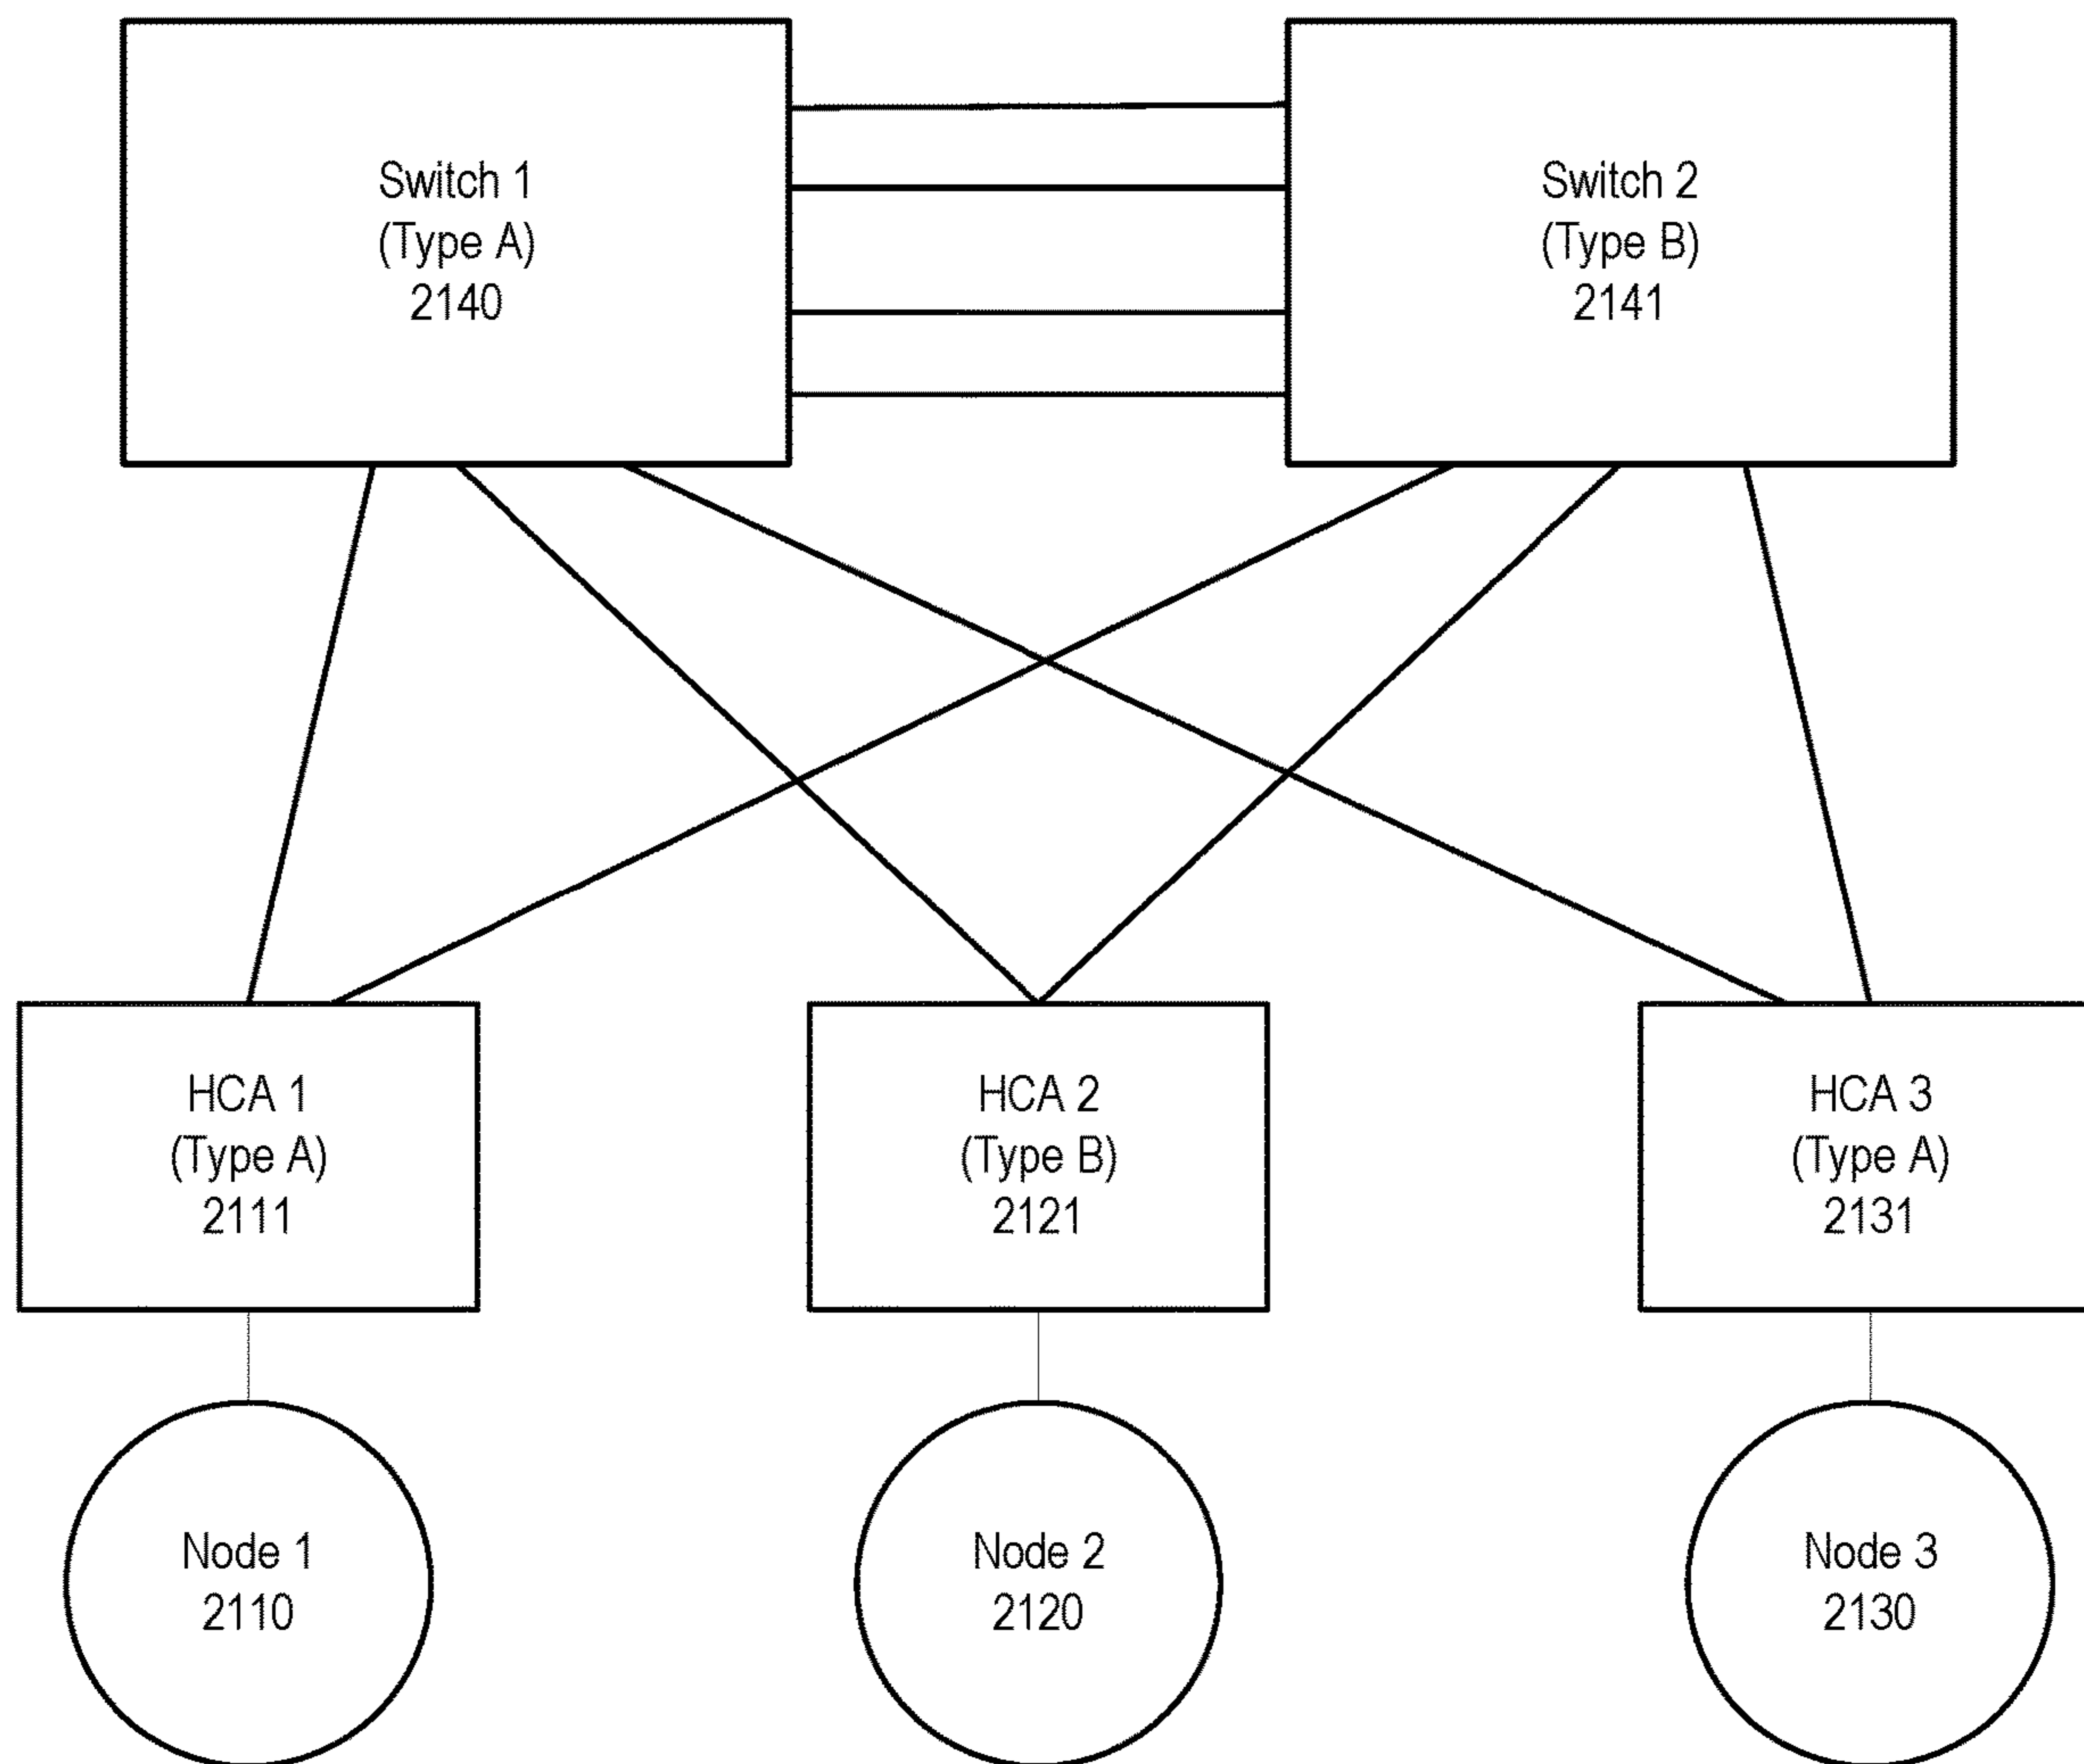 Switch 1
(Type A)
2140
Switch 2
(Type B)
2141
HCA 1
(Type A)
2111
HCA 2
(Type B)
2121
HCA 3
(Type A)
2131
Node 1
2110
Node 2
2120
Node 3
2130